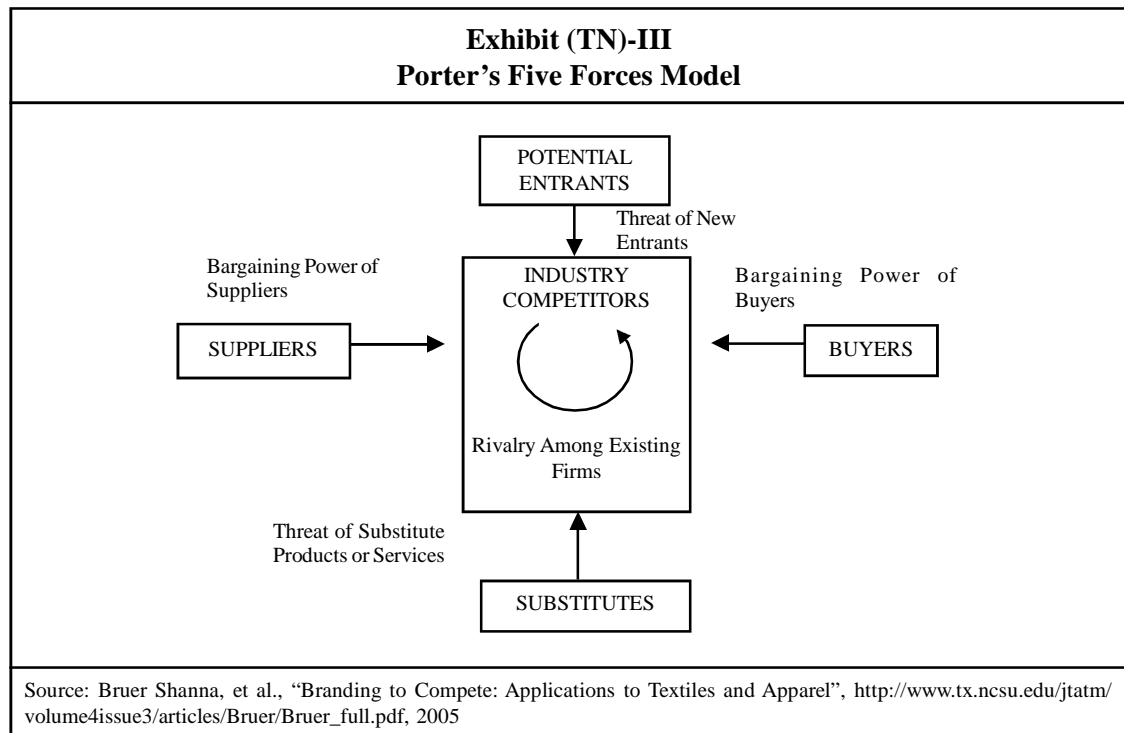 Exhibit (TN)-III
Porter’s Five Forces Model
POTENTIAL
ENTRANTS
Threat of New
Entrants
Bargaining Power of
Suppliers
INDUSTRY
COMPETITORS
Bargaining Power of
Buyers
SUPPLIERS
BUYERS
Rivalry Among Existing
Firms
Threat of Substitute
Products or Services
SUBSTITUTES
Source: Bruer Shanna, et al., “Branding to Compete: Applications to Textiles and Apparel”, http://www.tx.ncsu.edu/jtatm/
volume4issue3/articles/Bruer/Bruer_full.pdf, 2005